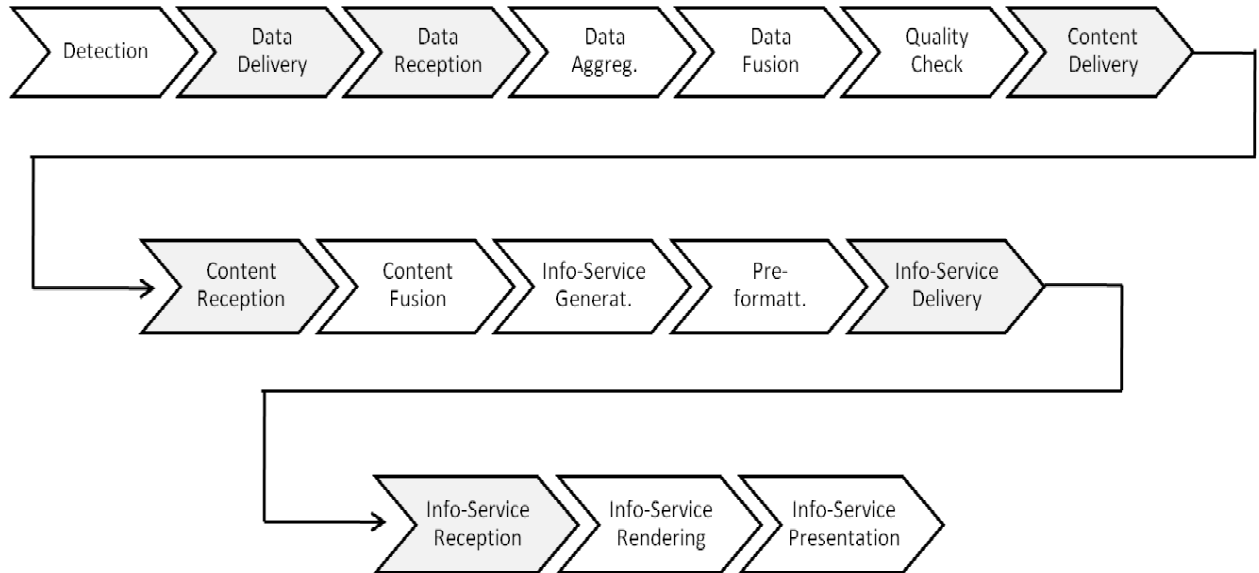 Detection
Data
Delivery
Data
Reception
Data
Aggreg.
Data
Fusion
Quality
Check
Content
Delivery
Content
Reception
Content
Fusion
Info-Service
Generat.
Pre-
formatt.
Info-Service
Delivery
Info-Service
Reception
Info-Service
Rendering
Info-Service
Presentation